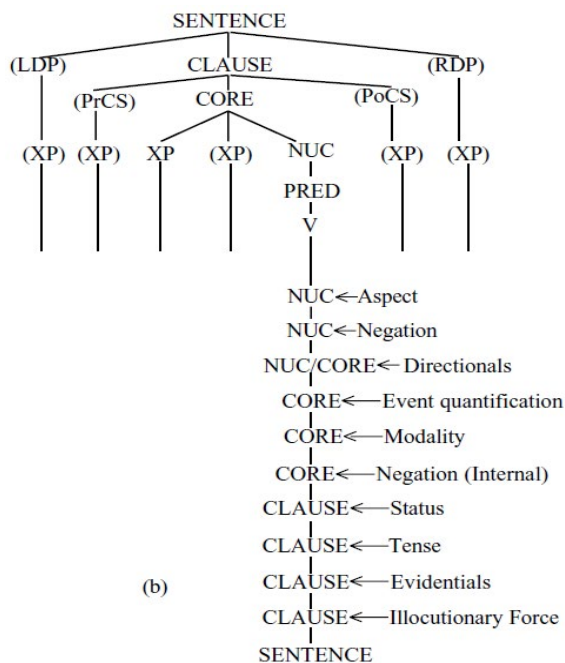 SENTENCE
(LDP) CLAUSE (RDP)
(PrCS) CORE (PoCS)
(XP) (XP) XP (XP) NUC (XP) (XP)
PRED
V
NUC←Aspect
NUC←Negation
NUC/CORE← Directionals
CORE←Event quantification
CORE←Modality
CORE←Negation (Internal)
CLAUSE←Status
CLAUSE←Tense
(b) CLAUSE←Evidentials
CLAUSE←Illocutionary Force
SENTENCE